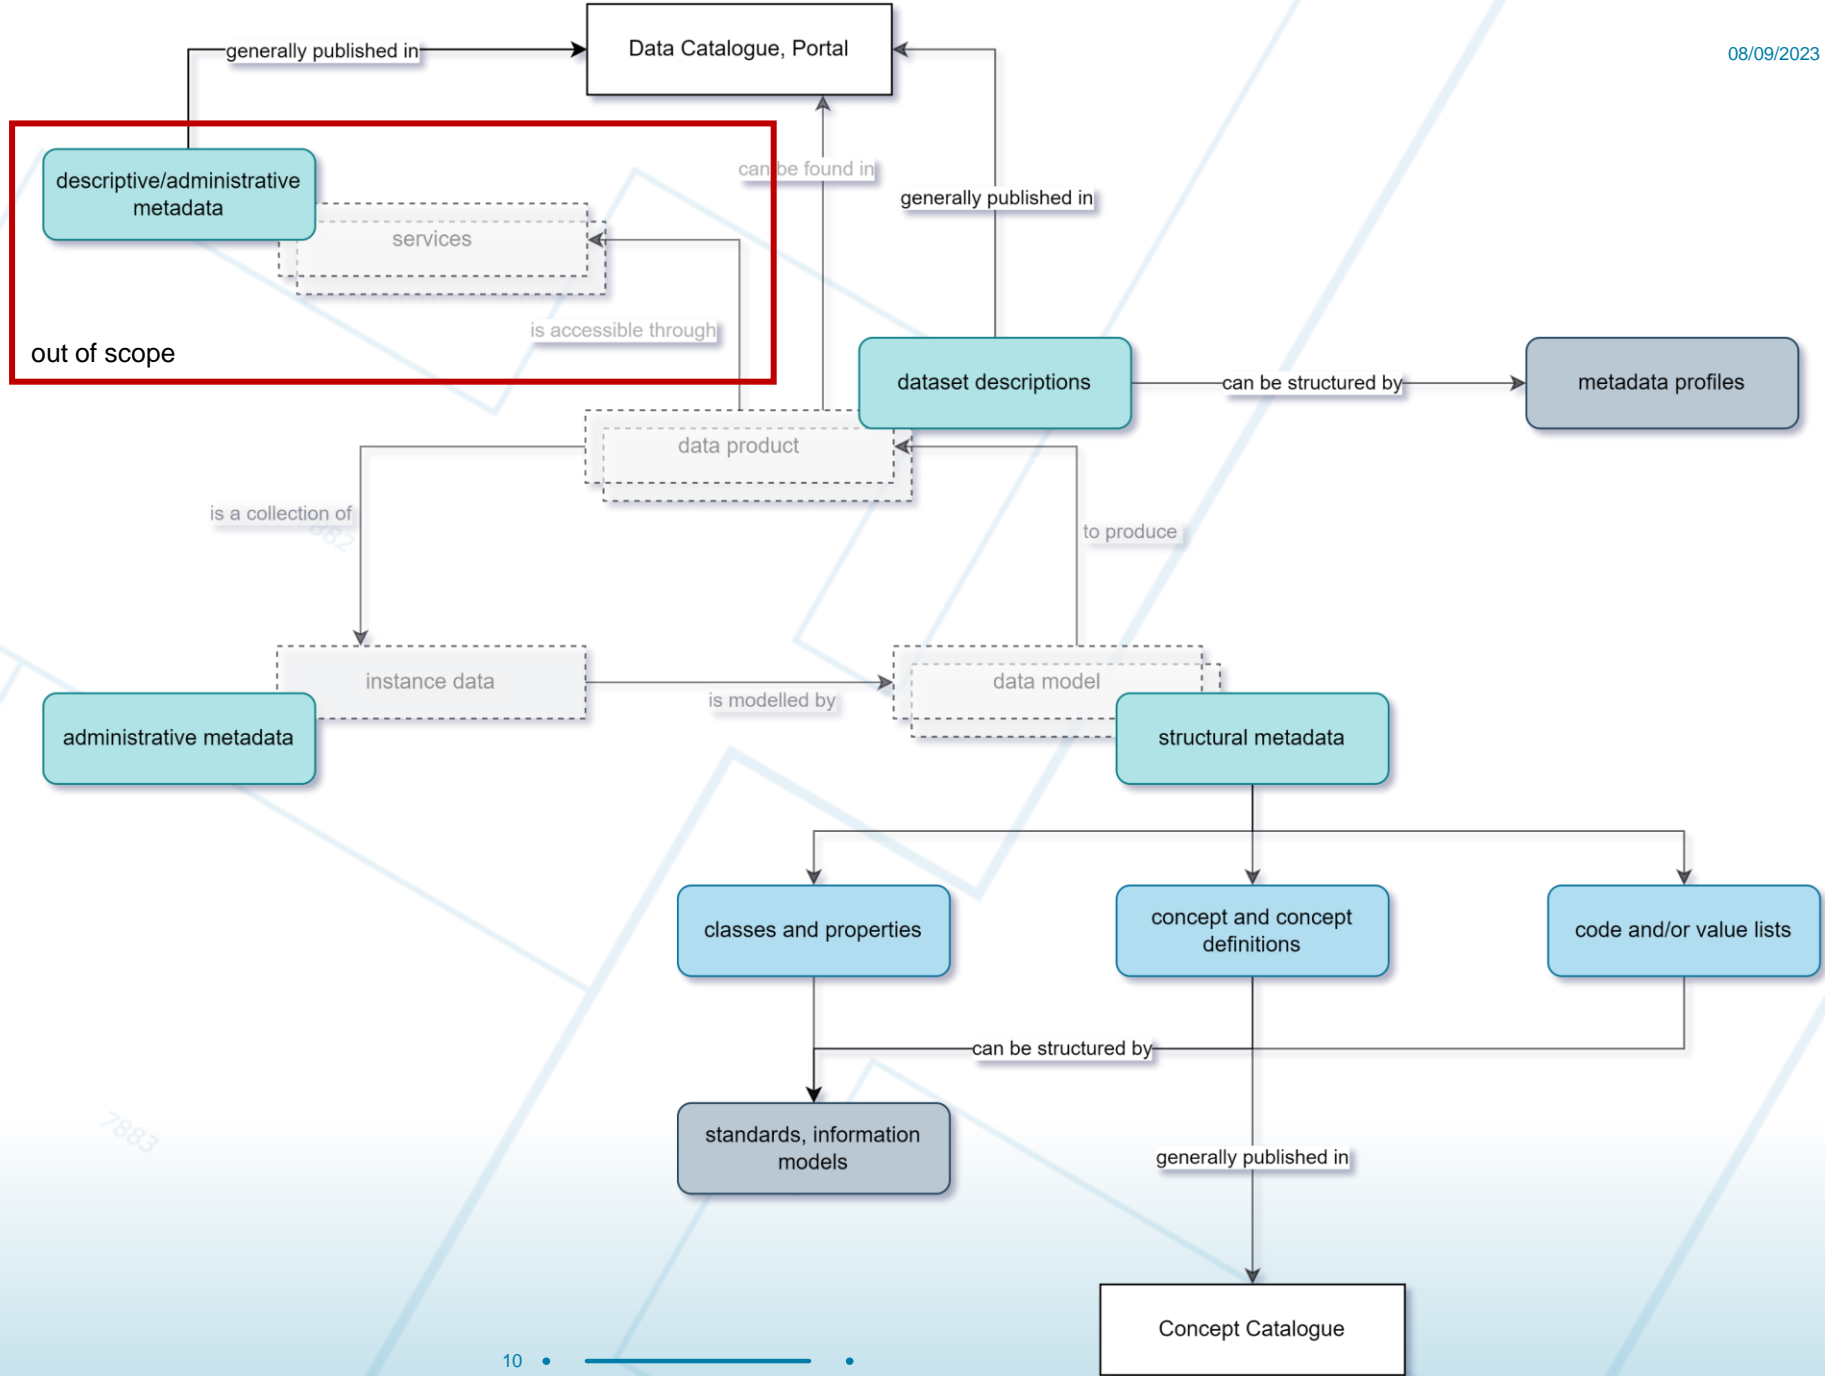 generally published in
Data Catalogue, Portal
08/09/2023
can be found in
descriptive/administrative
metadata
generally published in
services
is accessible through
out of scope
dataset descriptions
can be structured by
metadata profiles
data product
is a collection of
7882
to produce
instance data
is modelled by
data model
administrative metadata
structural metadata
classes and properties
concept and concept
definitions
code and/or value lists
can be structured by
7883
standards, information
models
generally published in
Concept Catalogue
10